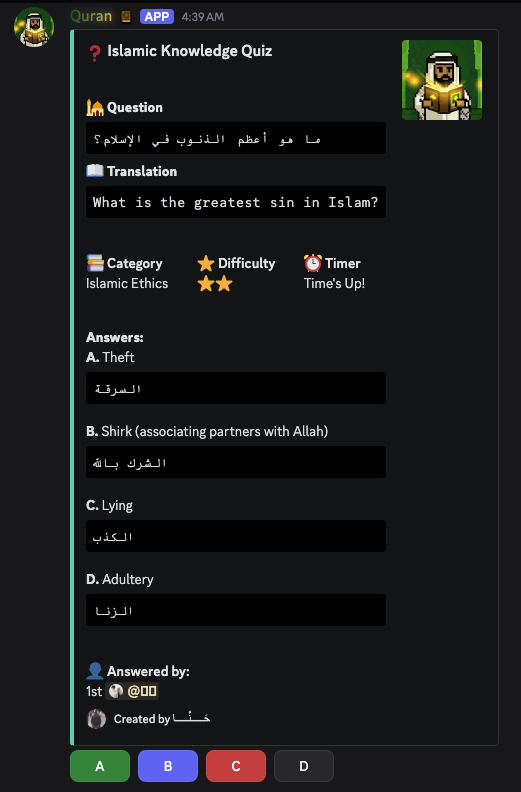 Quran APP 4:39 AM
Islamic Knowledge Quiz
Question
ما هو أعظم الذنوب في الإسلام؟
Translation
What is the greatest sin in Islam?
Category Difficulty Timer
Islamic Ethics Time's Up!
Answers:
A. Theft
السرقة
B. Shirk (associating partners with Allah)
الشرك بالله
C. Lying
الكذب
D. Adultery
الزنا
Answered by:
1st @
Created by حَنْـا
A B C D